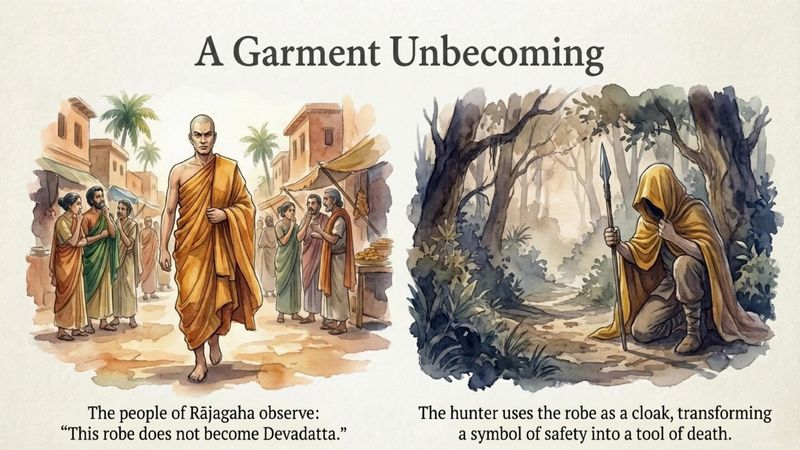 A Garment Unbecoming
The people of Rājagaha observe:
“This robe does not become Devadatta.”
The hunter uses the robe as a cloak, transforming
a symbol of safety into a tool of death.